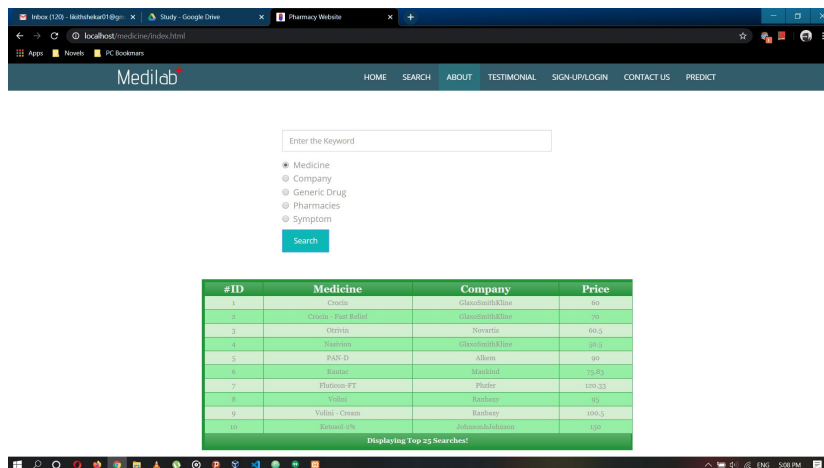 Inbox (120) - likithshekar01@gm
Study - Google Drive
Pharmacy Website
localhost/medicine/index.html
Apps Novels PC Bookmars
Medilab+
HOME SEARCH ABOUT TESTIMONIAL SIGN-UP/LOGIN CONTACT US PREDICT
Enter the Keyword
Medicine
Company
Generic Drug
Pharmacies
Symptom
Search
#ID Medicine Company Price
1 Crocin GlaxoSmithKline 60
2 Crocin - Fast Relief GlaxoSmithKline 70
3 Otrivin Novartis 60.5
4 Nasivion GlaxoSmithKline 50.5
5 PAN-D Alkem 90
6 Rantac Mankind 75.83
7 Fluticon-FT Phzfer 120.33
8 Volini Ranbaxy 95
9 Volini - Cream Ranbaxy 100.5
10 Ketosol-2% Johnson&Johnson 150
Displaying Top 25 Searches!
ENG 5:08 PM